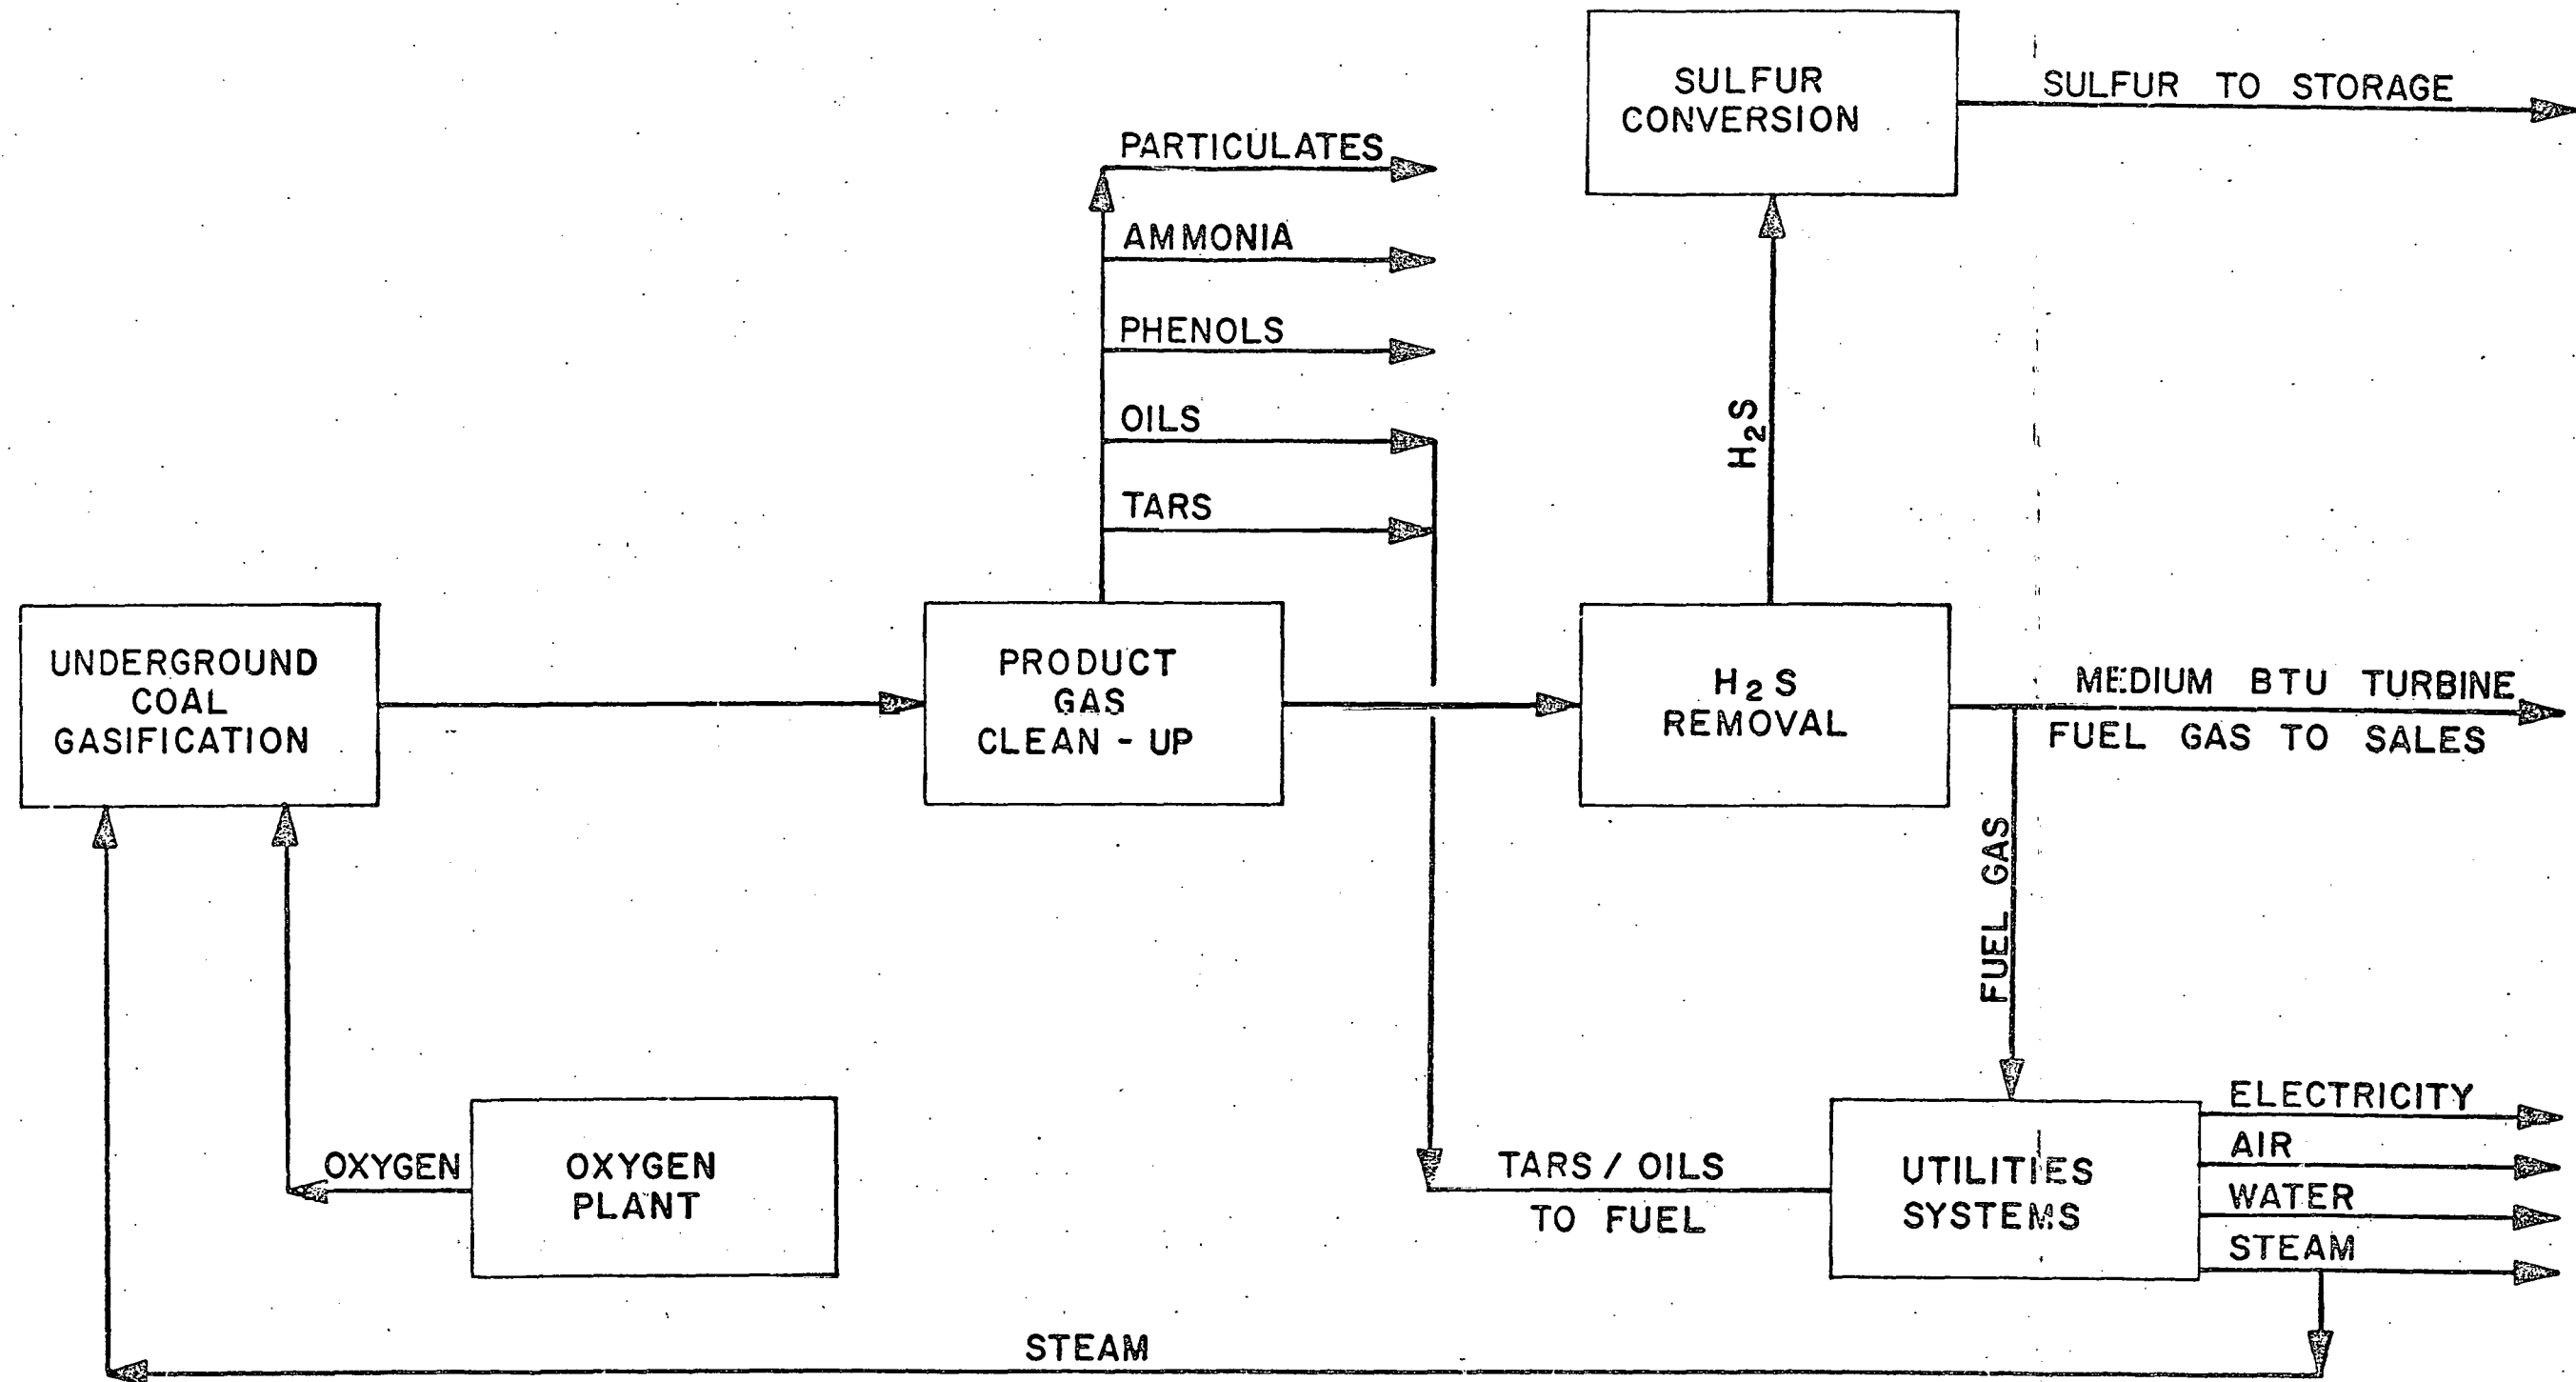 SULFUR
CONVERSION
SULFUR TO STORAGE
PARTICULATES
AMMONIA
PHENOLS
OILS
TARS
H₂S
UNDERGROUND
COAL
GASIFICATION
PRODUCT
GAS
CLEAN - UP
H₂S
REMOVAL
MEDIUM BTU TURBINE
FUEL GAS TO SALES
FUEL GAS
OXYGEN
OXYGEN
PLANT
TARS / OILS
TO FUEL
UTILITIES
SYSTEMS
ELECTRICITY
AIR
WATER
STEAM
STEAM